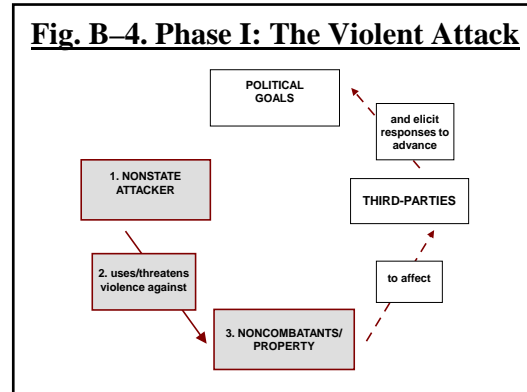 Fig. B–4. Phase I: The Violent Attack
POLITICAL
GOALS
and elicit
responses to
advance
1. NONSTATE
ATTACKER
THIRD-PARTIES
2. uses/threatens
violence against
to affect
3. NONCOMBATANTS/
PROPERTY